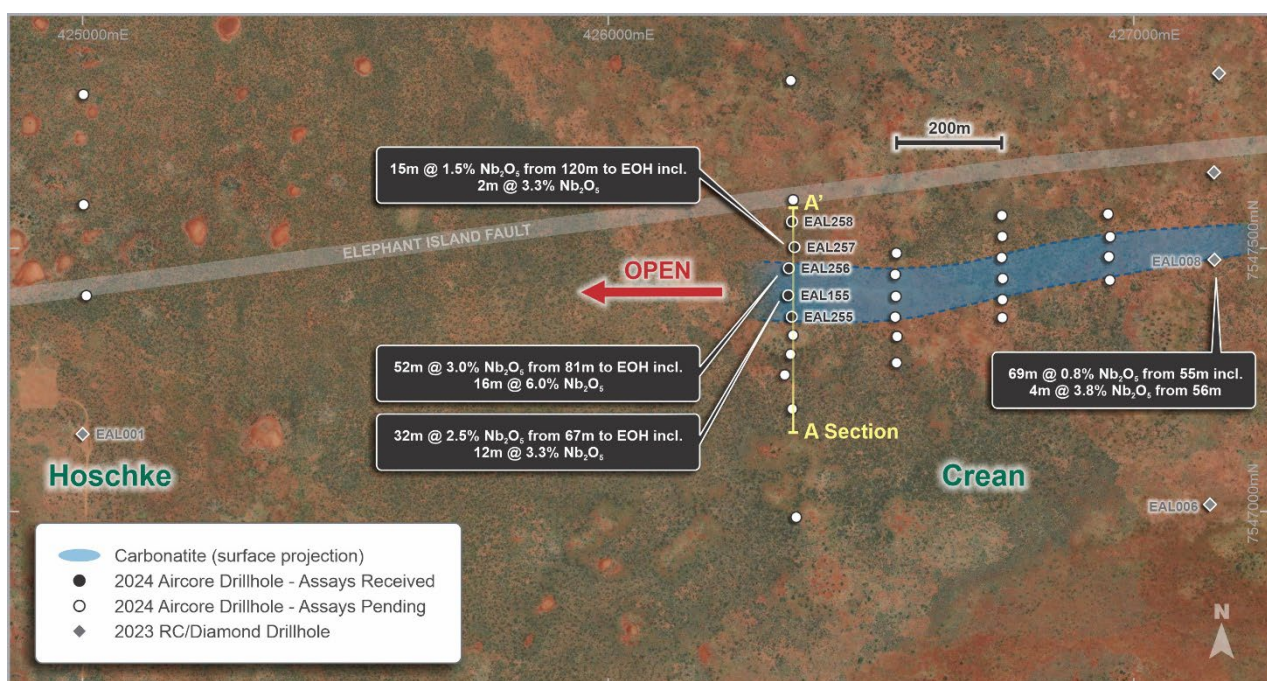 425000mE
426000mE
427000mE
200m
15m @ 1.5% Nb₂O₅ from 120m to EOH incl.
2m @ 3.3% Nb₂O₅
A'
EAL258
ELEPHANT ISLAND FAULT
EAL257
7547500mN
OPEN
EAL256
EAL008
EAL155
EAL255
52m @ 3.0% Nb₂O₅ from 81m to EOH incl.
16m @ 6.0% Nb₂O₅
69m @ 0.8% Nb₂O₅ from 55m incl.
4m @ 3.8% Nb₂O₅ from 56m
32m @ 2.5% Nb₂O₅ from 67m to EOH incl.
12m @ 3.3% Nb₂O₅
A Section
EAL001
Hoschke
Crean
EAL006
7547000mN
Carbonatite (surface projection)
2024 Aircore Drillhole - Assays Received
2024 Aircore Drillhole - Assays Pending
2023 RC/Diamond Drillhole
N